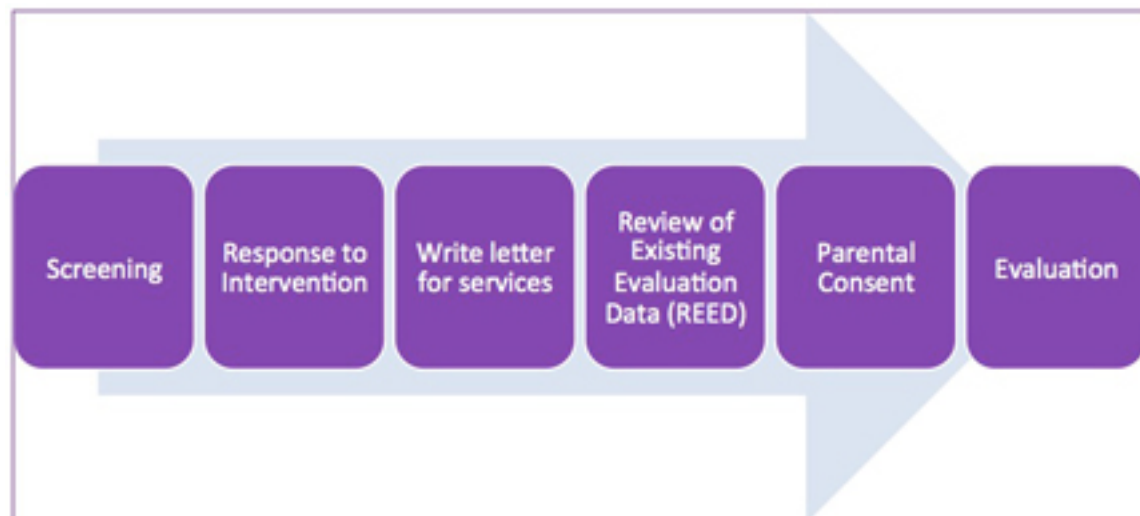 Screening
Response to
Intervention
Write letter
for services
Review of
Existing
Evaluation
Data (REED)
Parental
Consent
Evaluation